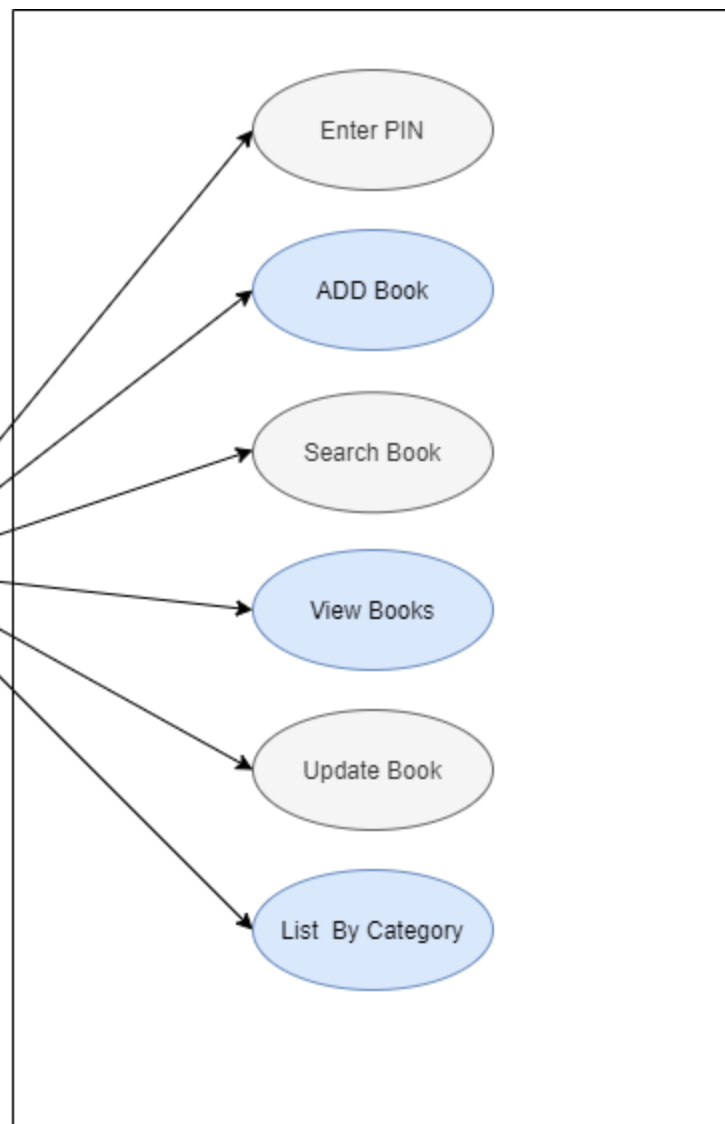 Enter PIN
ADD Book
Search Book
View Books
Update Book
List  By Category